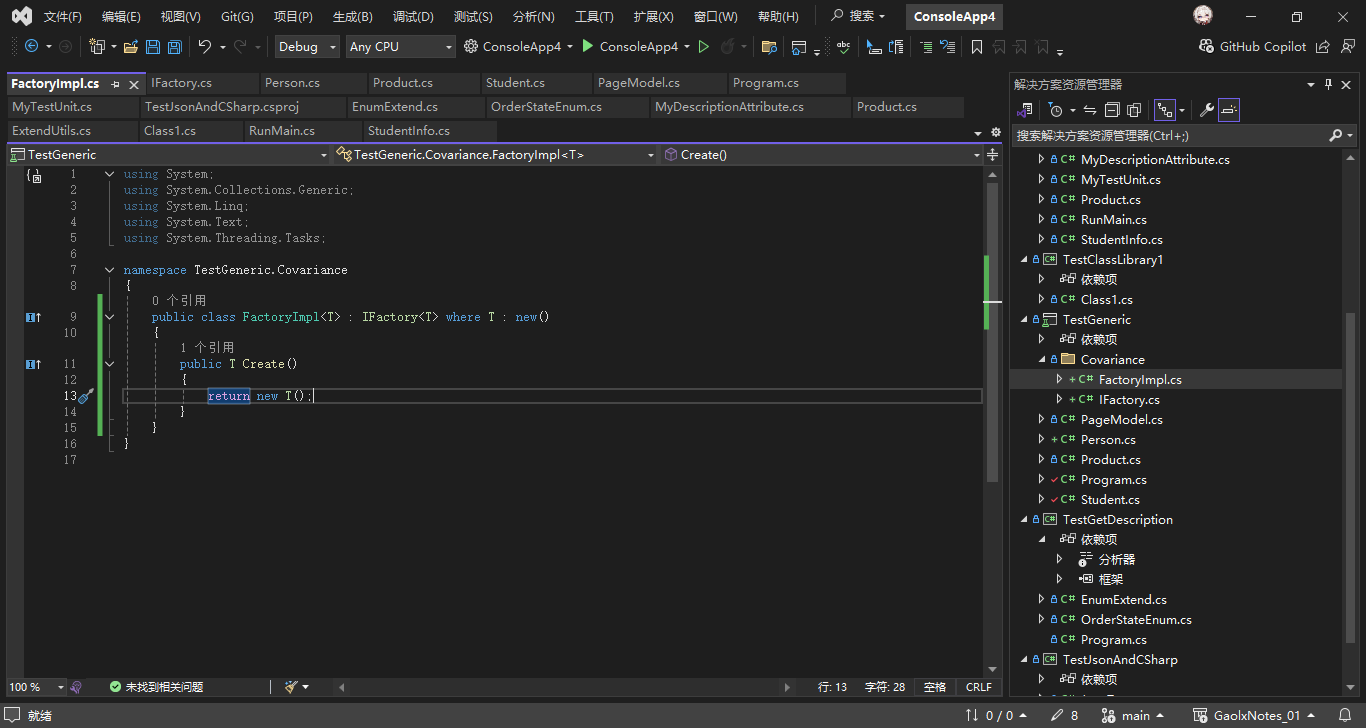 文件(F) 编辑(E) 视图(V) Git(G) 项目(P) 生成(B) 调试(D) 测试(S) 分析(N) 工具(T) 扩展(X) 窗口(W) 帮助(H) 搜索 ConsoleApp4
Debug Any CPU ConsoleApp4 ConsoleApp4 abc GitHub Copilot
FactoryImpl.cs IFactory.cs Person.cs Product.cs Student.cs PageModel.cs Program.cs
MyTestUnit.cs TestJsonAndCSharp.csproj EnumExtend.cs OrderStateEnum.cs MyDescriptionAttribute.cs Product.cs
ExtendUtils.cs Class1.cs RunMain.cs StudentInfo.cs
TestGeneric TestGeneric.Covariance.FactoryImpl<T> Create()
1 using System;
2 using System.Collections.Generic;
3 using System.Linq;
4 using System.Text;
5 using System.Threading.Tasks;
6
7 namespace TestGeneric.Covariance
8 {
0 个引用
9 public class FactoryImpl<T> : IFactory<T> where T : new()
10 {
1 个引用
11 public T Create()
12 {
13 return new T();
14 }
15 }
16 }
17
100 % 未找到相关问题 行: 13 字符: 28 空格 CRLF
解决方案资源管理器
搜索解决方案资源管理器(Ctrl+;)
C# MyDescriptionAttribute.cs
C# MyTestUnit.cs
C# Product.cs
C# RunMain.cs
C# StudentInfo.cs
C# TestClassLibrary1
依赖项
C# Class1.cs
TestGeneric
依赖项
Covariance
+ C# FactoryImpl.cs
+ C# IFactory.cs
C# PageModel.cs
+ C# Person.cs
C# Product.cs
C# Program.cs
C# Student.cs
C# TestGetDescription
依赖项
分析器
框架
C# EnumExtend.cs
C# OrderStateEnum.cs
C# Program.cs
C# TestJsonAndCSharp
依赖项
就绪 0 / 0 8 main GaolxNotes_01